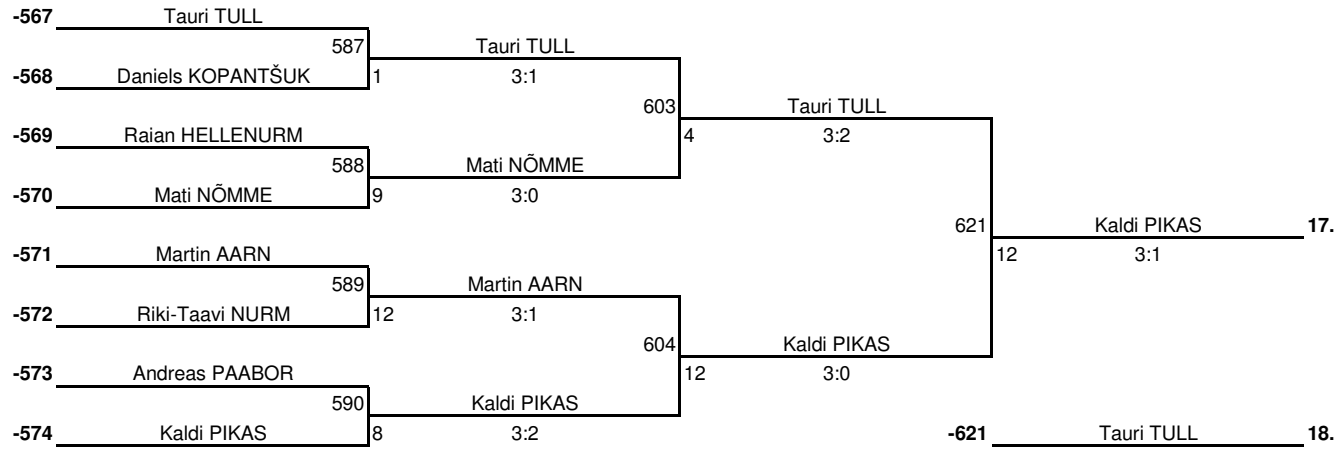 -567 Tauri TULL
587 Tauri TULL
-568 Daniels KOPANTŠUK 1 3:1
603 Tauri TULL
-569 Raian HELLENURM 4 3:2
588 Mati NÕMME
-570 Mati NÕMME 9 3:0
621 Kaldi PIKAS 17.
-571 Martin AARN 12 3:1
589 Martin AARN
-572 Riki-Taavi NURM 12 3:1
604 Kaldi PIKAS
-573 Andreas PAABOR 12 3:0
590 Kaldi PIKAS
-574 Kaldi PIKAS 8 3:2 -621 Tauri TULL 18.